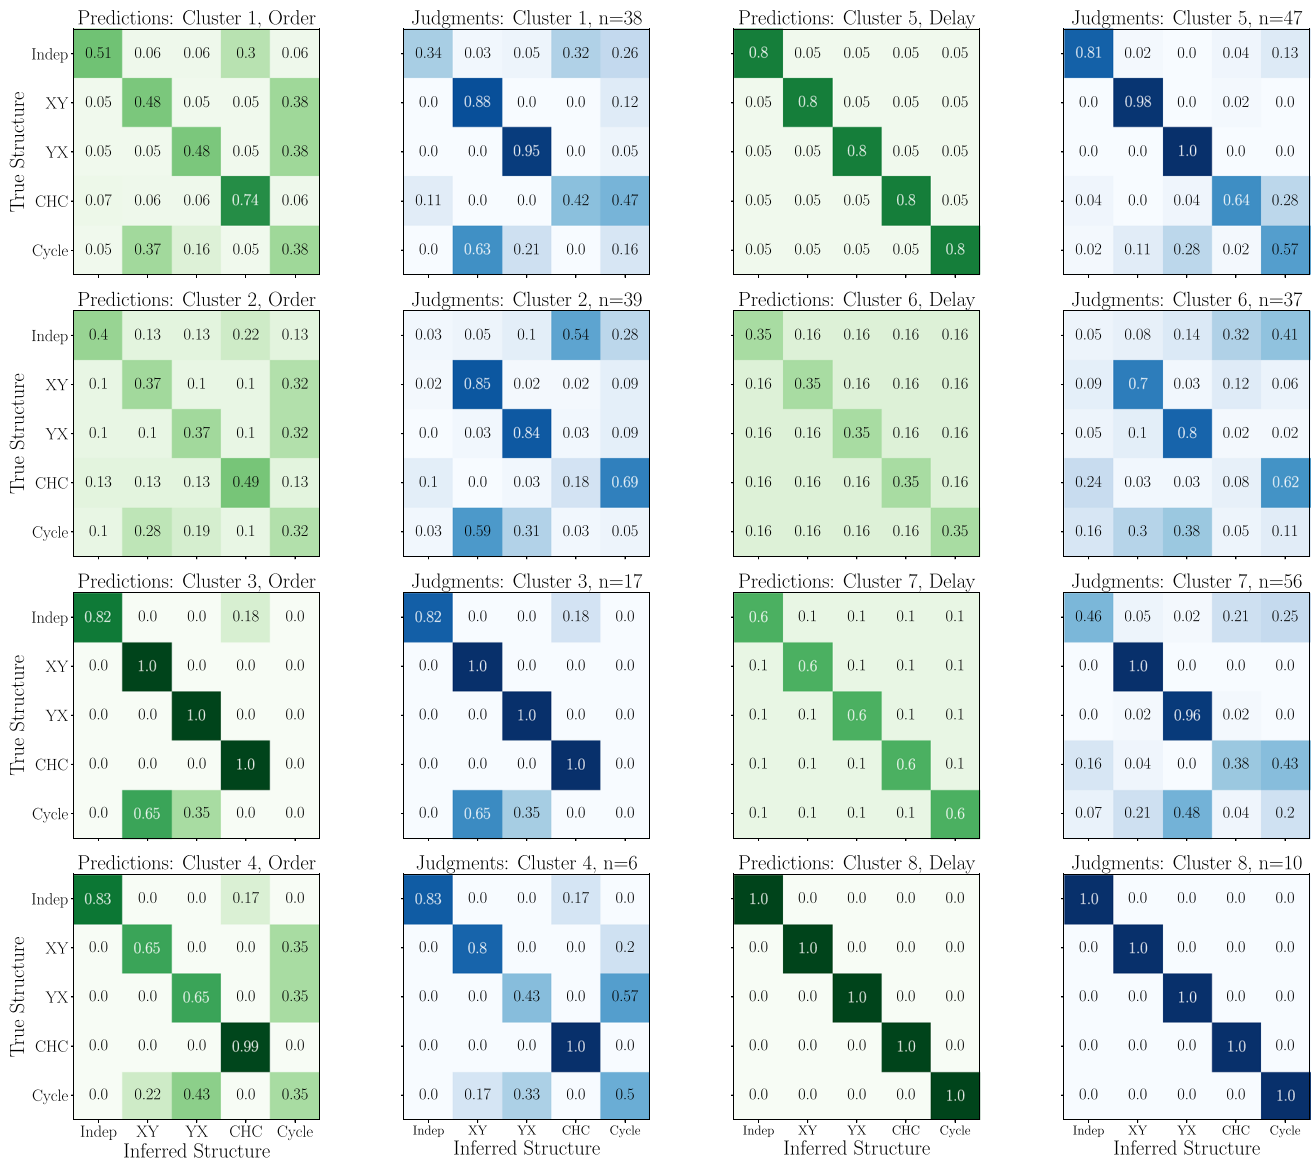 Predictions: Cluster 1, Order
Judgments: Cluster 1, n=38
Predictions: Cluster 5, Delay
Judgments: Cluster 5, n=47
True Structure
Indep 0.51 0.06 0.06 0.3 0.06
XY 0.05 0.48 0.05 0.05 0.38
YX 0.05 0.05 0.48 0.05 0.38
CHC 0.07 0.06 0.06 0.74 0.06
Cycle 0.05 0.37 0.16 0.05 0.38
0.34 0.03 0.05 0.32 0.26
0.0 0.88 0.0 0.0 0.12
0.0 0.0 0.95 0.0 0.05
0.11 0.0 0.0 0.42 0.47
0.0 0.63 0.21 0.0 0.16
0.8 0.05 0.05 0.05 0.05
0.05 0.8 0.05 0.05 0.05
0.05 0.05 0.8 0.05 0.05
0.05 0.05 0.05 0.8 0.05
0.05 0.05 0.05 0.05 0.8
0.81 0.02 0.0 0.04 0.13
0.0 0.98 0.0 0.02 0.0
0.0 0.0 1.0 0.0 0.0
0.04 0.0 0.04 0.64 0.28
0.02 0.11 0.28 0.02 0.57
Predictions: Cluster 2, Order
Judgments: Cluster 2, n=39
Predictions: Cluster 6, Delay
Judgments: Cluster 6, n=37
True Structure
Indep 0.4 0.13 0.13 0.22 0.13
XY 0.1 0.37 0.1 0.1 0.32
YX 0.1 0.1 0.37 0.1 0.32
CHC 0.13 0.13 0.13 0.49 0.13
Cycle 0.1 0.28 0.19 0.1 0.32
0.03 0.05 0.1 0.54 0.28
0.02 0.85 0.02 0.02 0.09
0.0 0.03 0.84 0.03 0.09
0.1 0.0 0.03 0.18 0.69
0.03 0.59 0.31 0.03 0.05
0.35 0.16 0.16 0.16 0.16
0.16 0.35 0.16 0.16 0.16
0.16 0.16 0.35 0.16 0.16
0.16 0.16 0.16 0.35 0.16
0.16 0.16 0.16 0.16 0.35
0.05 0.08 0.14 0.32 0.41
0.09 0.7 0.03 0.12 0.06
0.05 0.1 0.8 0.02 0.02
0.24 0.03 0.03 0.08 0.62
0.16 0.3 0.38 0.05 0.11
Predictions: Cluster 3, Order
Judgments: Cluster 3, n=17
Predictions: Cluster 7, Delay
Judgments: Cluster 7, n=56
True Structure
Indep 0.82 0.0 0.0 0.18 0.0
XY 0.0 1.0 0.0 0.0 0.0
YX 0.0 0.0 1.0 0.0 0.0
CHC 0.0 0.0 0.0 1.0 0.0
Cycle 0.0 0.65 0.35 0.0 0.0
0.82 0.0 0.0 0.18 0.0
0.0 1.0 0.0 0.0 0.0
0.0 0.0 1.0 0.0 0.0
0.0 0.0 0.0 1.0 0.0
0.0 0.65 0.35 0.0 0.0
0.6 0.1 0.1 0.1 0.1
0.1 0.6 0.1 0.1 0.1
0.1 0.1 0.6 0.1 0.1
0.1 0.1 0.1 0.6 0.1
0.1 0.1 0.1 0.1 0.6
0.46 0.05 0.02 0.21 0.25
0.0 1.0 0.0 0.0 0.0
0.0 0.02 0.96 0.02 0.0
0.16 0.04 0.0 0.38 0.43
0.07 0.21 0.48 0.04 0.2
Predictions: Cluster 4, Order
Judgments: Cluster 4, n=6
Predictions: Cluster 8, Delay
Judgments: Cluster 8, n=10
True Structure
Indep 0.83 0.0 0.0 0.17 0.0
XY 0.0 0.65 0.0 0.0 0.35
YX 0.0 0.0 0.65 0.0 0.35
CHC 0.0 0.0 0.0 0.99 0.0
Cycle 0.0 0.22 0.43 0.0 0.35
0.83 0.0 0.0 0.17 0.0
0.0 0.8 0.0 0.0 0.2
0.0 0.0 0.43 0.0 0.57
0.0 0.0 0.0 1.0 0.0
0.0 0.17 0.33 0.0 0.5
1.0 0.0 0.0 0.0 0.0
0.0 1.0 0.0 0.0 0.0
0.0 0.0 1.0 0.0 0.0
0.0 0.0 0.0 1.0 0.0
0.0 0.0 0.0 0.0 1.0
1.0 0.0 0.0 0.0 0.0
0.0 1.0 0.0 0.0 0.0
0.0 0.0 1.0 0.0 0.0
0.0 0.0 0.0 1.0 0.0
0.0 0.0 0.0 0.0 1.0
Indep XY YX CHC Cycle
Inferred Structure
Indep XY YX CHC Cycle
Inferred Structure
Indep XY YX CHC Cycle
Inferred Structure
Indep XY YX CHC Cycle
Inferred Structure